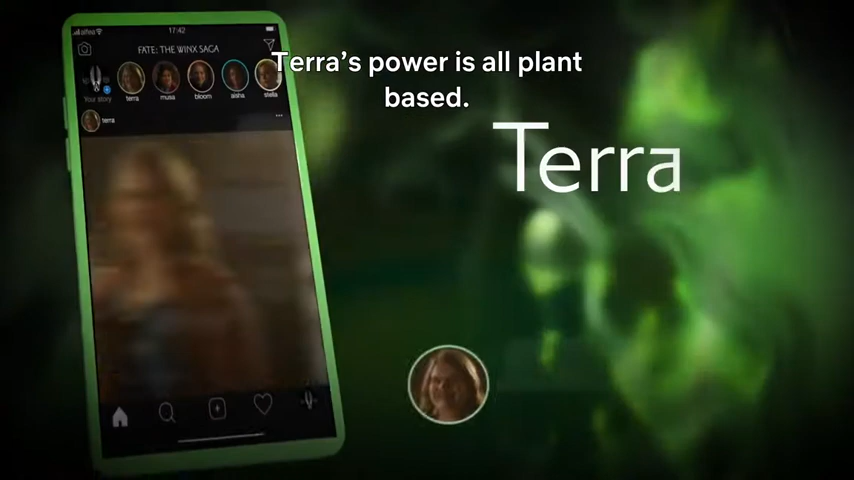 alfea
17:42
FATE: THE WINX SAGA
Your story
terra
musa
bloom
aisha
stella
terra
Terra's power is all plant
based.
Terra